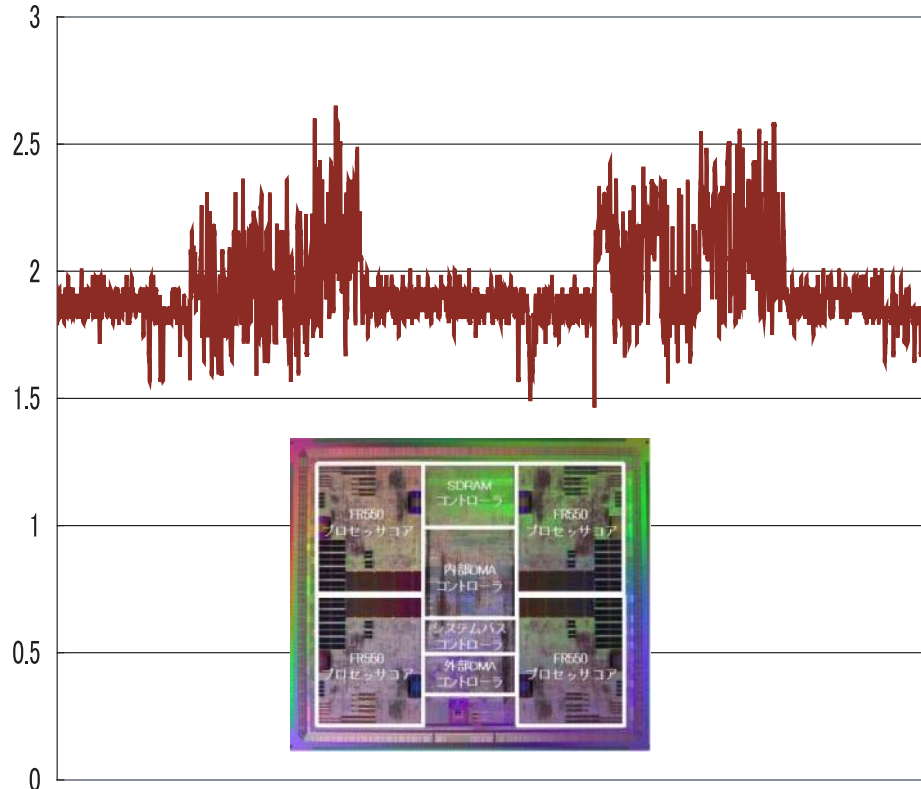 3
2.5
2
1.5
1
0.5
0
SDRAM
コントローラ
FR550
プロセッサコア
FR550
プロセッサコア
内部DMA
コントローラ
システムバス
コントローラ
FR550
プロセッサコア
外部DMA
コントローラ
FR550
プロセッサコア